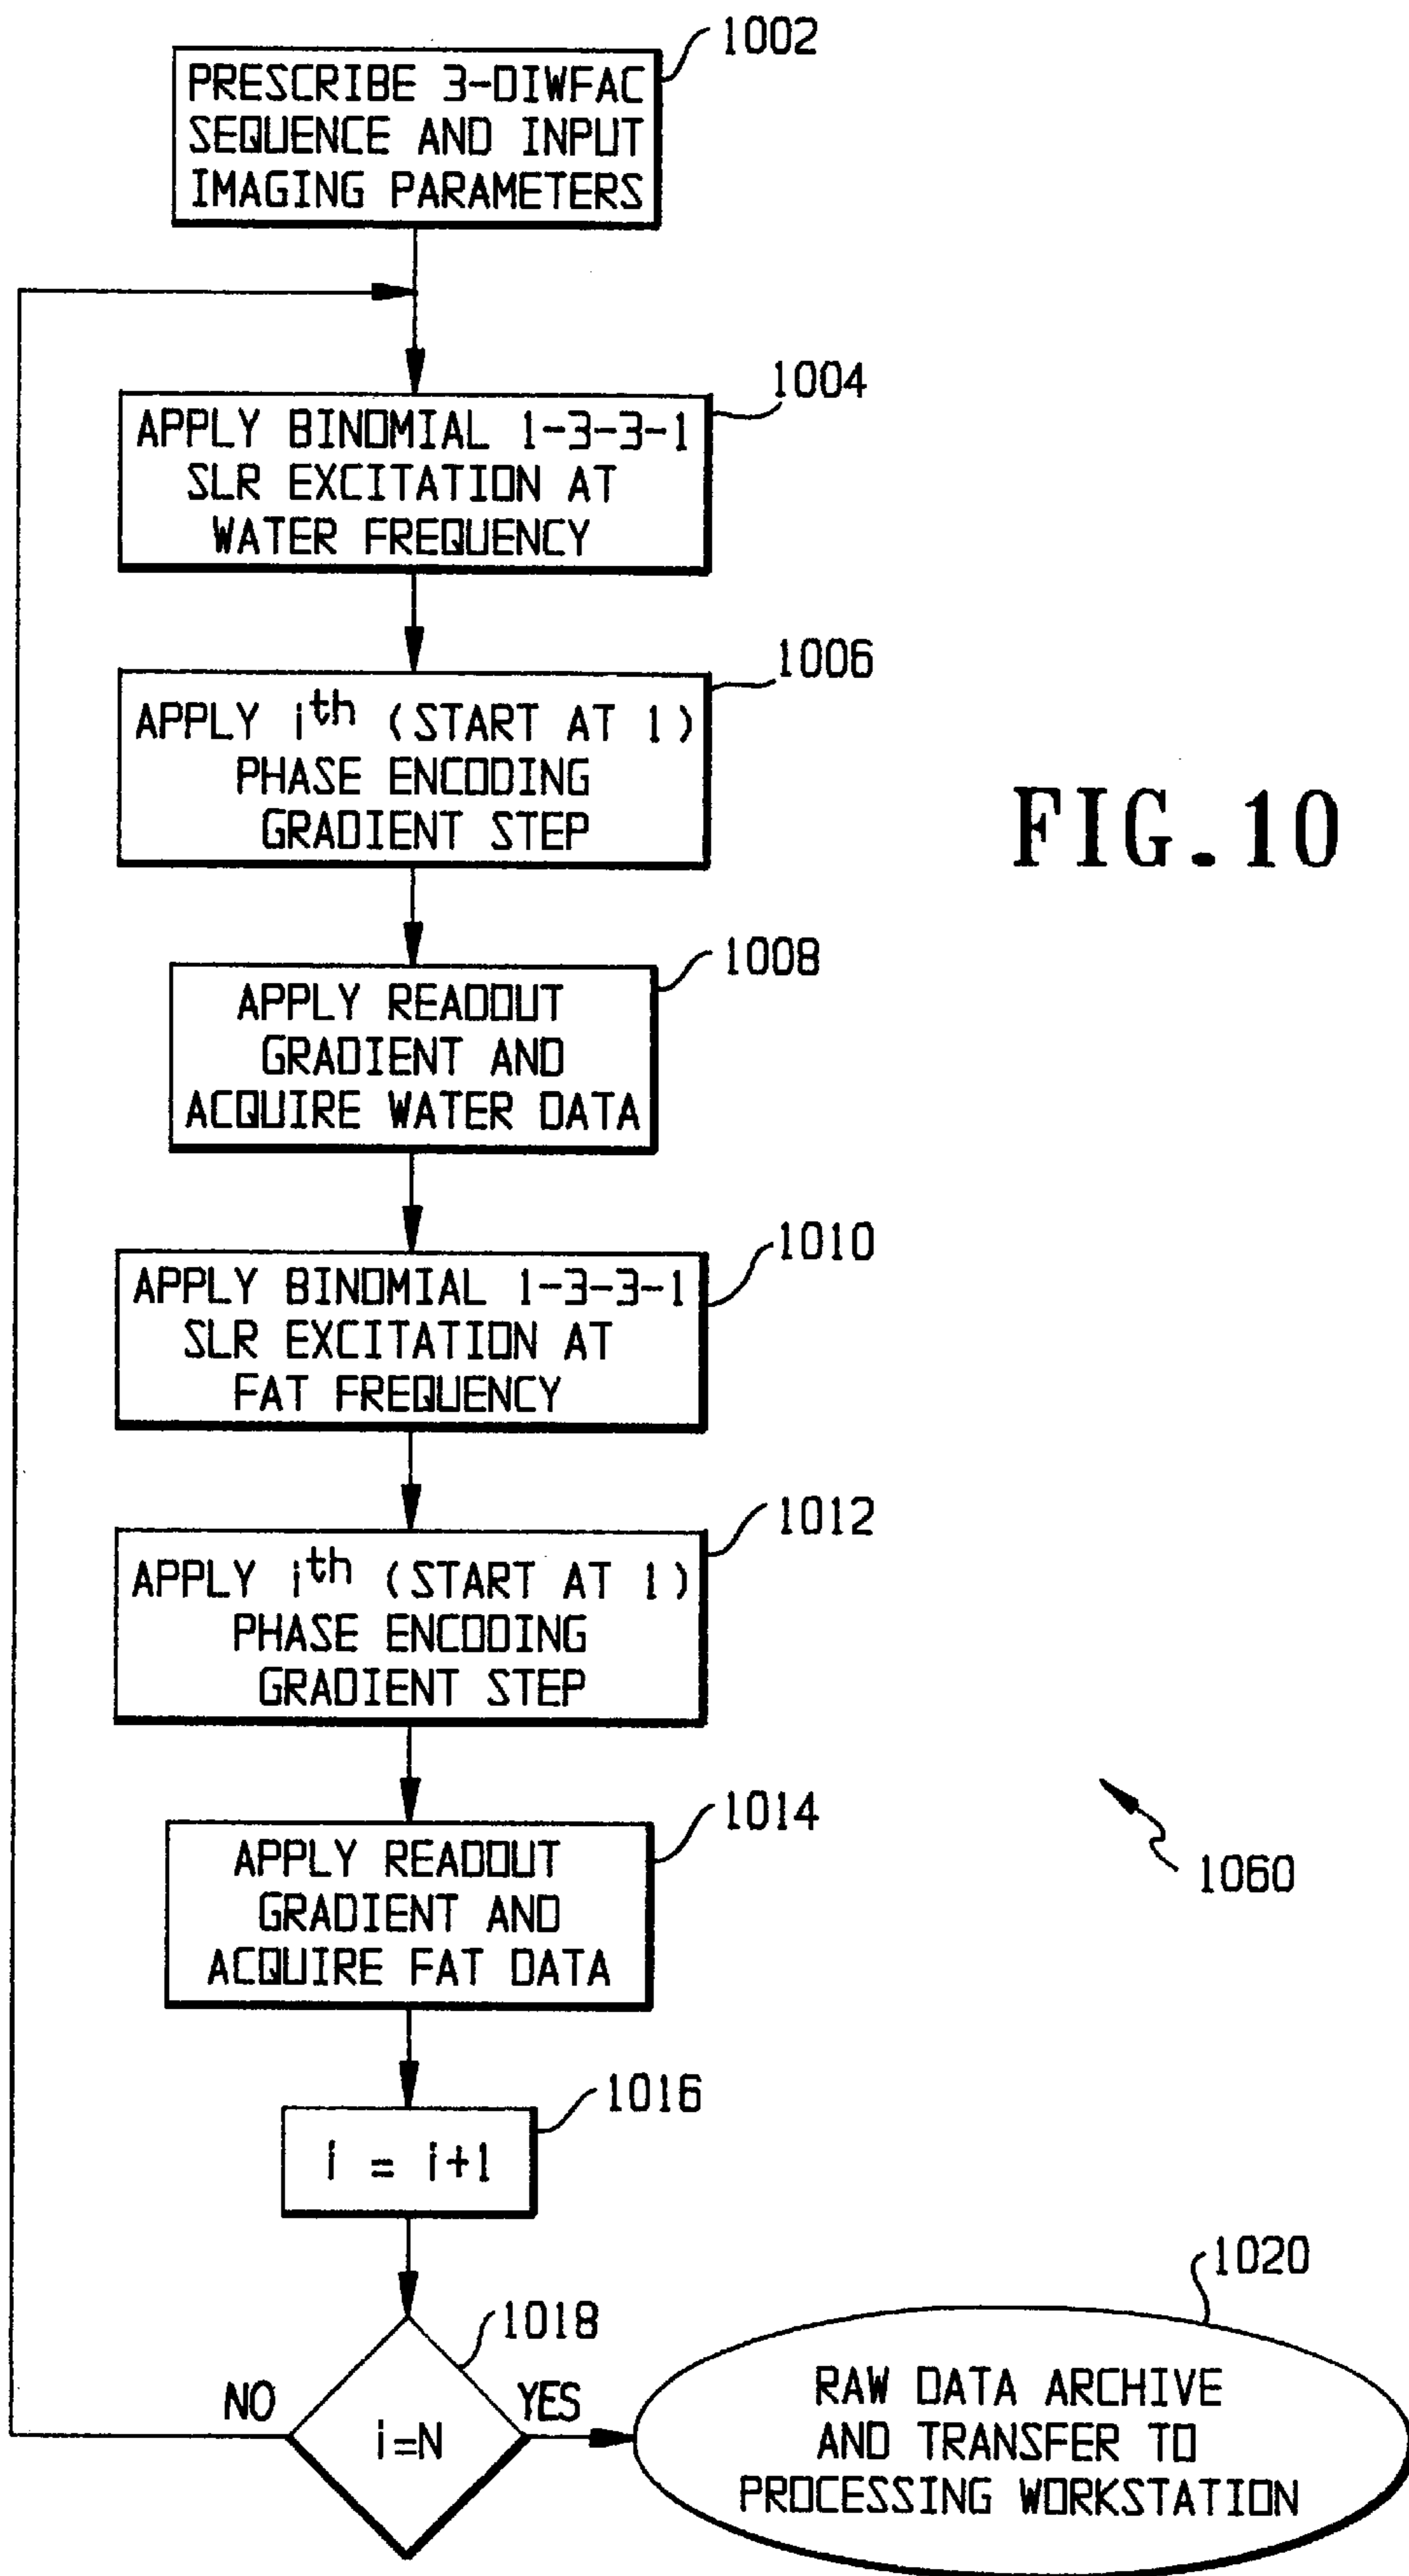 1002
PRESCRIBE 3-DIWFAC
SEQUENCE AND INPUT
IMAGING PARAMETERS
1004
APPLY BINOMIAL 1-3-3-1
SLR EXCITATION AT
WATER FREQUENCY
1006
APPLY ith (START AT 1)
PHASE ENCODING
GRADIENT STEP
FIG.10
1008
APPLY READOUT
GRADIENT AND
ACQUIRE WATER DATA
1010
APPLY BINOMIAL 1-3-3-1
SLR EXCITATION AT
FAT FREQUENCY
1012
APPLY ith (START AT 1)
PHASE ENCODING
GRADIENT STEP
1014
APPLY READOUT
GRADIENT AND
ACQUIRE FAT DATA
1060
1016
i = i+1
1018
NO
i=N
YES
1020
RAW DATA ARCHIVE
AND TRANSFER TO
PROCESSING WORKSTATION